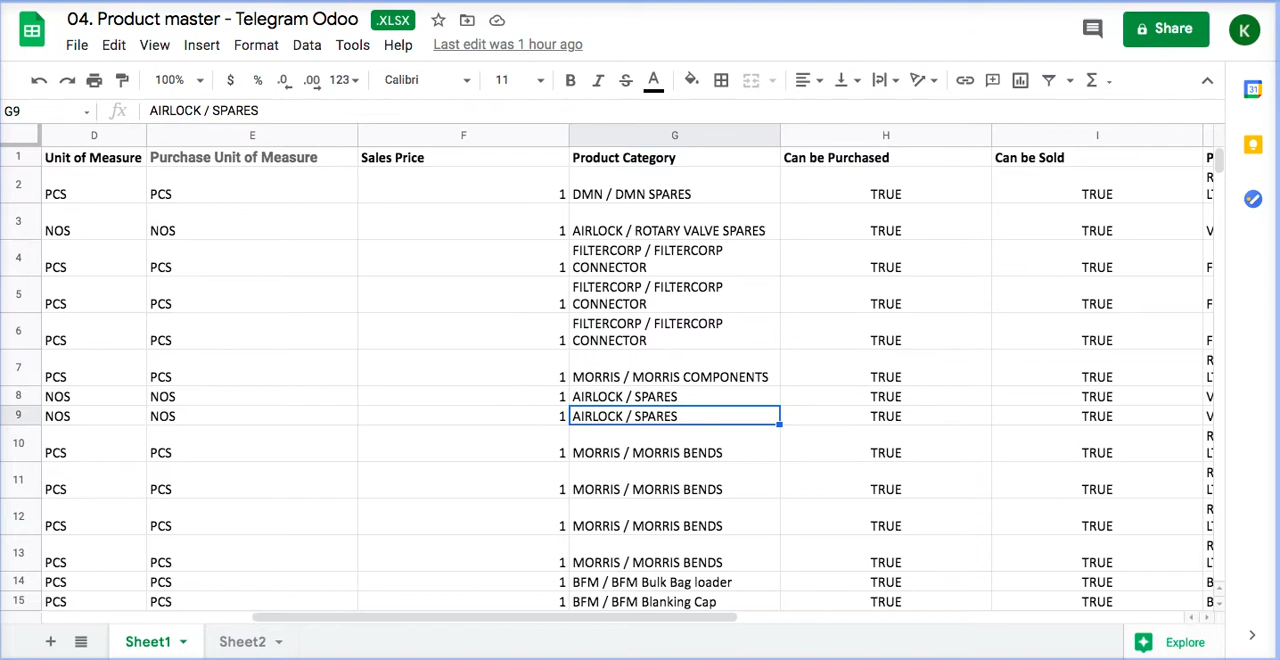 04. Product master - Telegram Odoo .XLSX
File Edit View Insert Format Data Tools Help Last edit was 1 hour ago
Share
K
100% $ % .0 .00 123 Calibri 11 B I S A
31
G9 fx AIRLOCK / SPARES
D E F G H I
1 Unit of Measure Purchase Unit of Measure Sales Price Product Category Can be Purchased Can be Sold P
2 PCS PCS 1 DMN / DMN SPARES TRUE TRUE
3 NOS NOS 1 AIRLOCK / ROTARY VALVE SPARES TRUE TRUE V
4 PCS PCS 1 FILTERCORP / FILTERCORP
CONNECTOR TRUE TRUE F
5 PCS PCS 1 FILTERCORP / FILTERCORP
CONNECTOR TRUE TRUE F
6 PCS PCS 1 FILTERCORP / FILTERCORP
CONNECTOR TRUE TRUE F
7 PCS PCS 1 MORRIS / MORRIS COMPONENTS TRUE TRUE
8 NOS NOS 1 AIRLOCK / SPARES TRUE TRUE V
9 NOS NOS 1 AIRLOCK / SPARES TRUE TRUE V
10 PCS PCS 1 MORRIS / MORRIS BENDS TRUE TRUE
11 PCS PCS 1 MORRIS / MORRIS BENDS TRUE TRUE
12 PCS PCS 1 MORRIS / MORRIS BENDS TRUE TRUE
13 PCS PCS 1 MORRIS / MORRIS BENDS TRUE TRUE
14 PCS PCS 1 BFM / BFM Bulk Bag loader TRUE TRUE B
15 PCS PCS 1 BFM / BFM Blanking Cap TRUE TRUE B
Sheet1 Sheet2 Explore